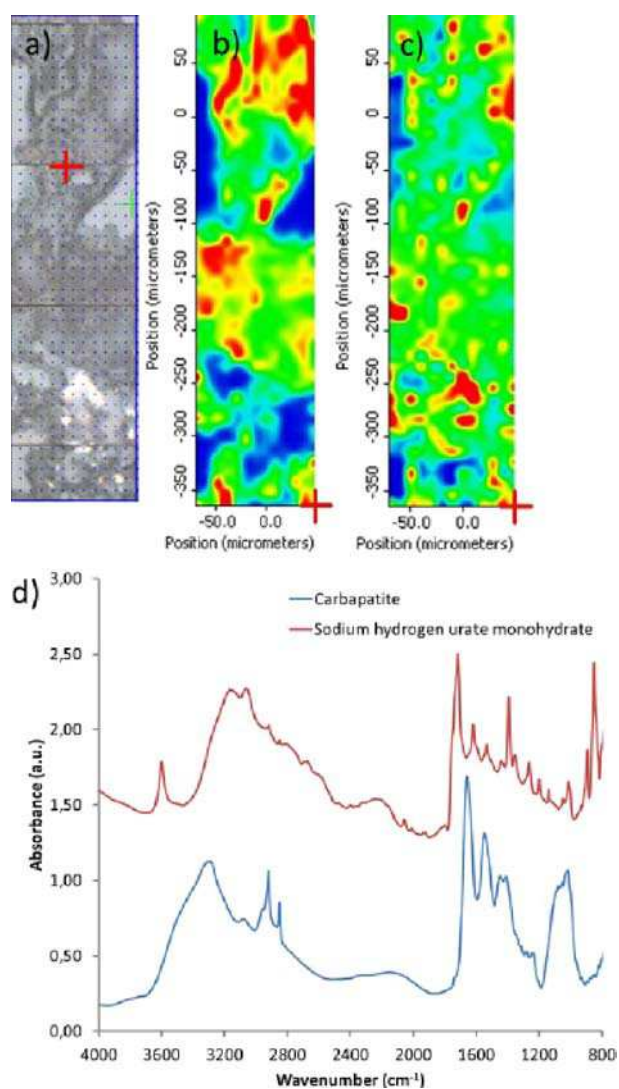 a)
b)
c)
50
0
-50
-100
-150
-200
-250
-300
-350
Position (micrometers)
-50.0 0.0
Position (micrometers)
50
0
-50
-100
-150
-200
-250
-300
-350
Position (micrometers)
-50.0 0.0
Position (micrometers)
d)
3,00
2,50
2,00
1,50
1,00
0,50
0,00
Absorbance (a.u.)
Carbapatite
Sodium hydrogen urate monohydrate
4000 3600 3200 2800 2400 2000 1600 1200 800
Wavenumber (cm⁻¹)